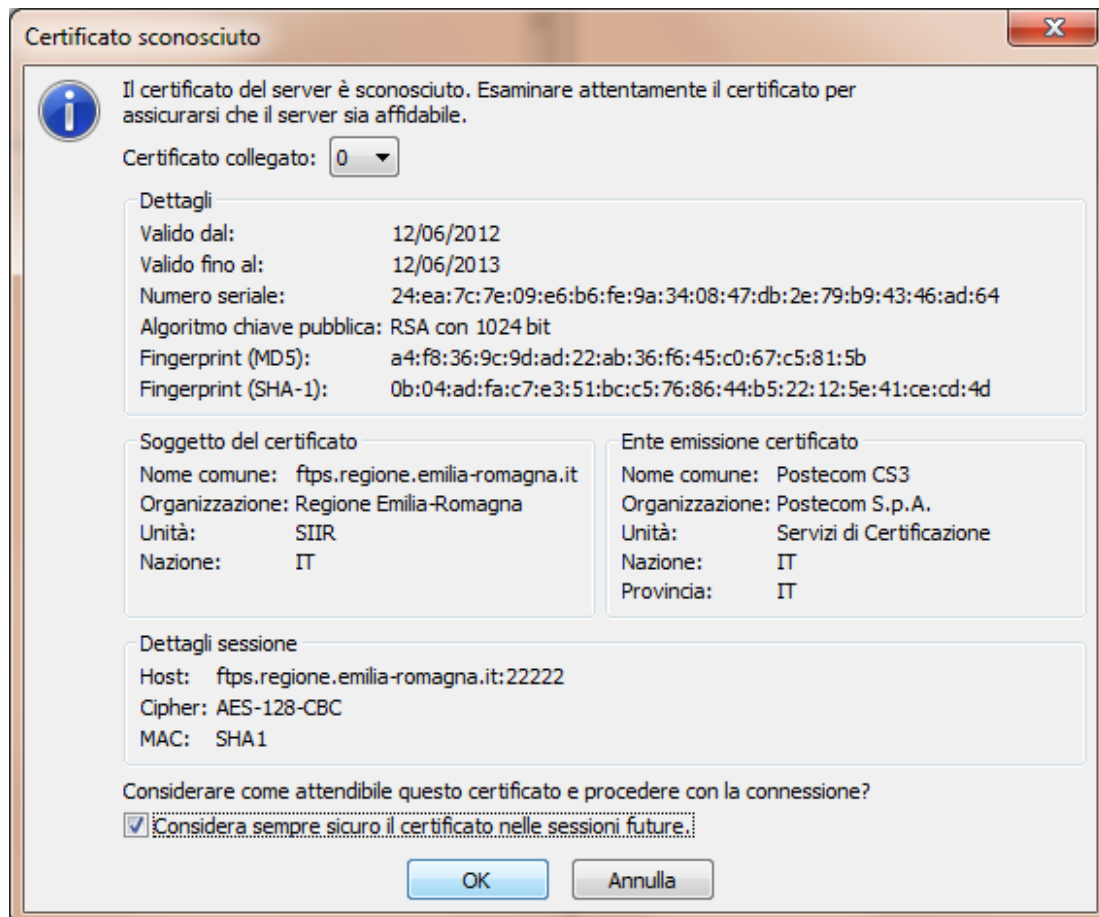 Certificato sconosciuto
Il certificato del server è sconosciuto. Esaminare attentamente il certificato per
assicurarsi che il server sia affidabile.
Certificato collegato: 0
Dettagli
Valido dal: 12/06/2012
Valido fino al: 12/06/2013
Numero seriale: 24:ea:7c:7e:09:e6:b6:fe:9a:34:08:47:db:2e:79:b9:43:46:ad:64
Algoritmo chiave pubblica: RSA con 1024 bit
Fingerprint (MD5): a4:f8:36:9c:9d:ad:22:ab:36:f6:45:c0:67:c5:81:5b
Fingerprint (SHA-1): 0b:04:ad:fa:c7:e3:51:bc:c5:76:86:44:b5:22:12:5e:41:ce:cd:4d
Soggetto del certificato
Nome comune: ftps.regione.emilia-romagna.it
Organizzazione: Regione Emilia-Romagna
Unità: SIIR
Nazione: IT
Ente emissione certificato
Nome comune: Postecom CS3
Organizzazione: Postecom S.p.A.
Unità: Servizi di Certificazione
Nazione: IT
Provincia: IT
Dettagli sessione
Host: ftps.regione.emilia-romagna.it:22222
Cipher: AES-128-CBC
MAC: SHA1
Considerare come attendibile questo certificato e procedere con la connessione?
Considera sempre sicuro il certificato nelle sessioni future.
OK Annulla